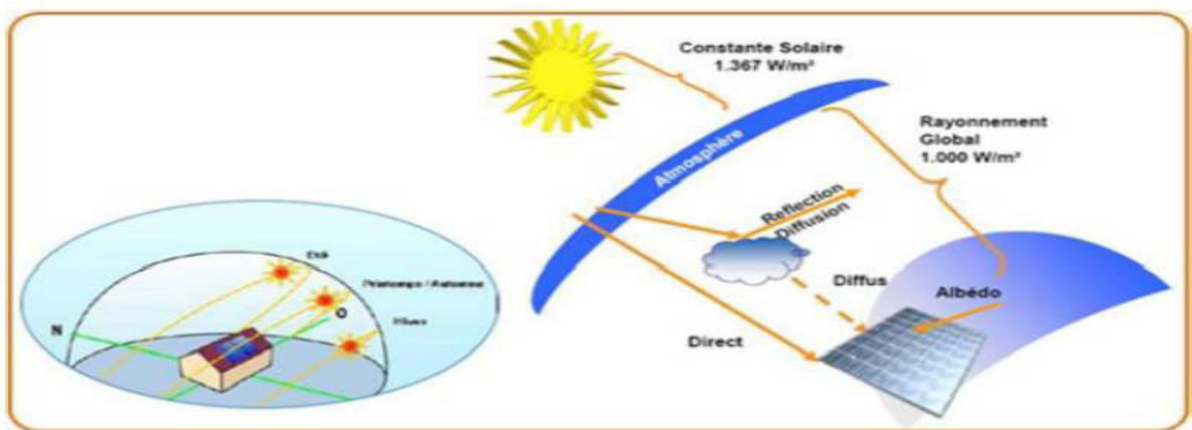 Constante Solaire
1.367 W/m²
Atmosphère
Rayonnement
Global
1.000 W/m²
Reflection
Diffusion
Diffus
Albédo
Direct
Eté
Printemps / Automne
Hiver
N
O